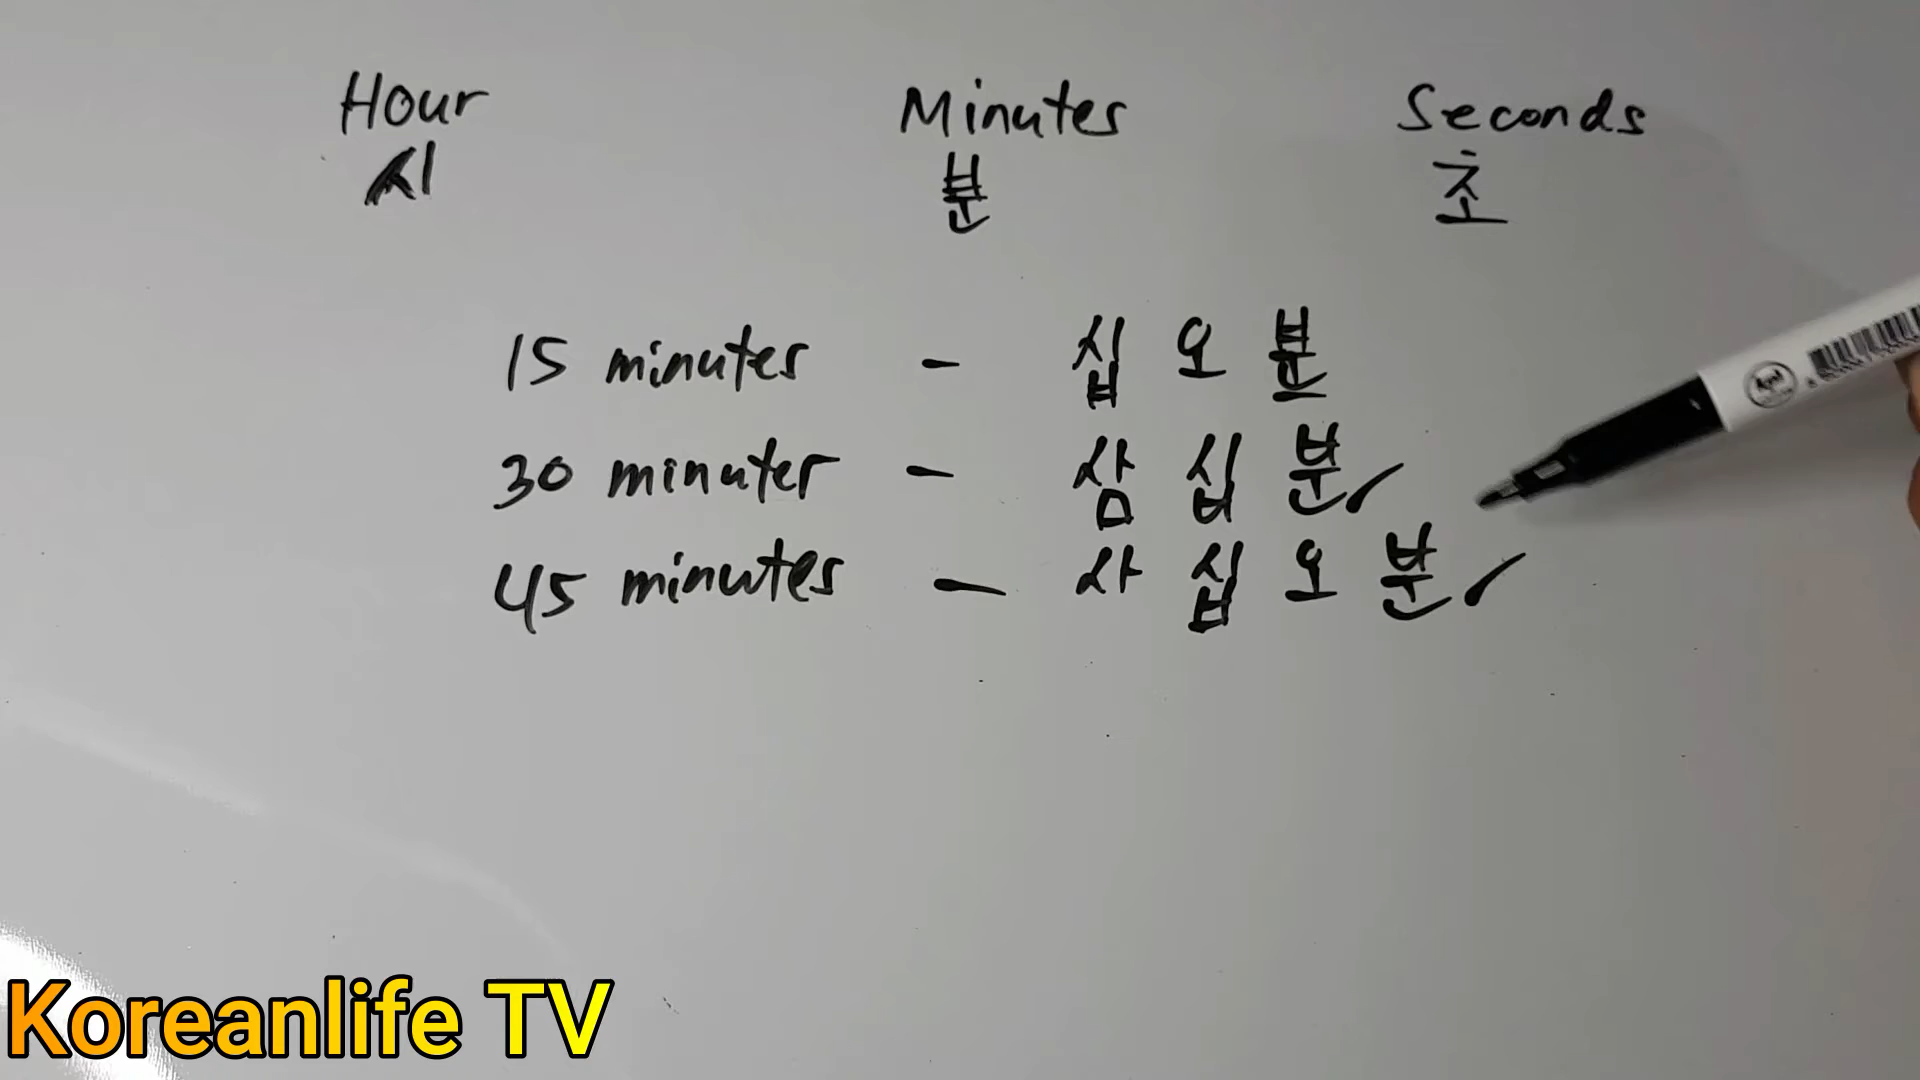 Hour Minutes Seconds
시 분 초
15 minutes - 십 오 분
30 minutes - 삼 십 분
45 minutes - 사 십 오 분
Koreanlife TV